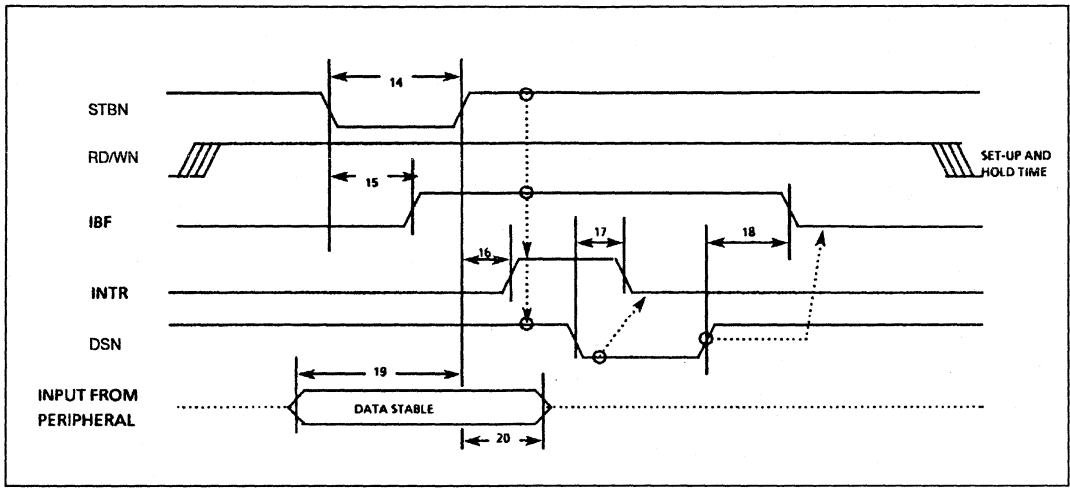 14
STBN
RD/WN
SET-UP AND
HOLD TIME
15
IBF
17
18
16
INTR
DSN
19
INPUT FROM
PERIPHERAL
DATA STABLE
20